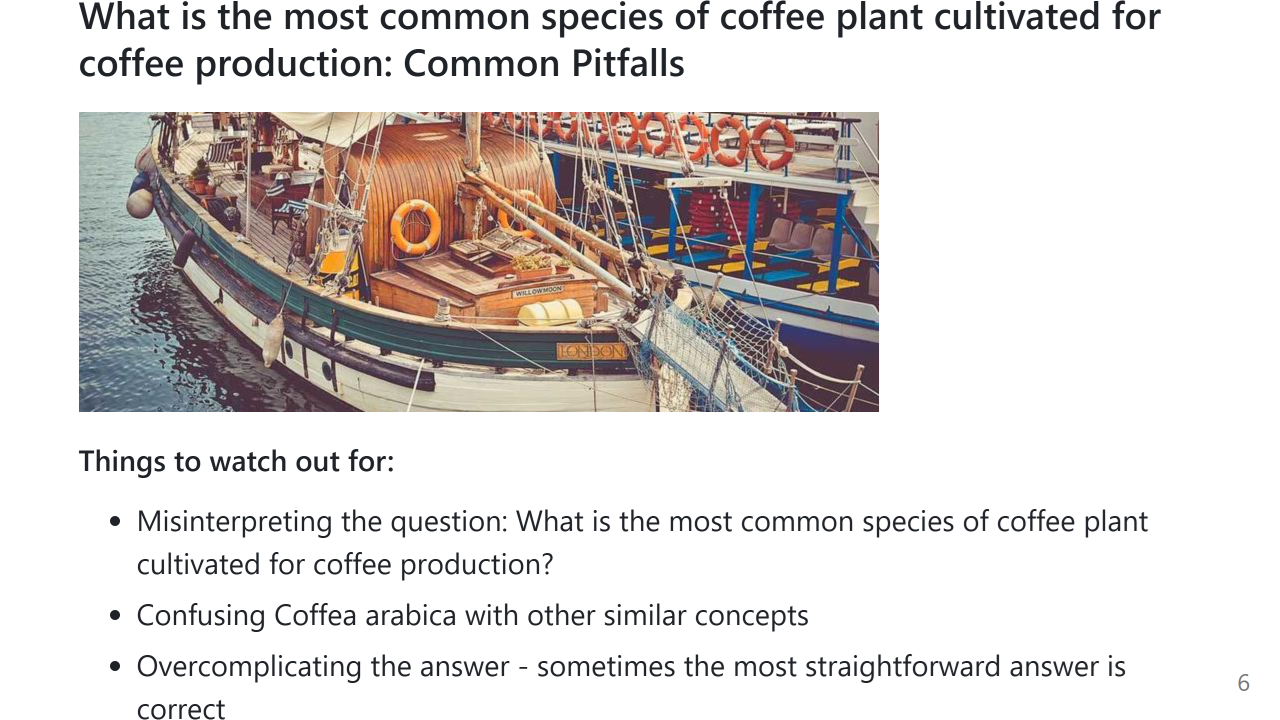 What is the most common species of coffee plant cultivated for
coffee production: Common Pitfalls
WILLOWMOON
LONDON
Things to watch out for:
• Misinterpreting the question: What is the most common species of coffee plant
cultivated for coffee production?
• Confusing Coffea arabica with other similar concepts
• Overcomplicating the answer - sometimes the most straightforward answer is
correct
6